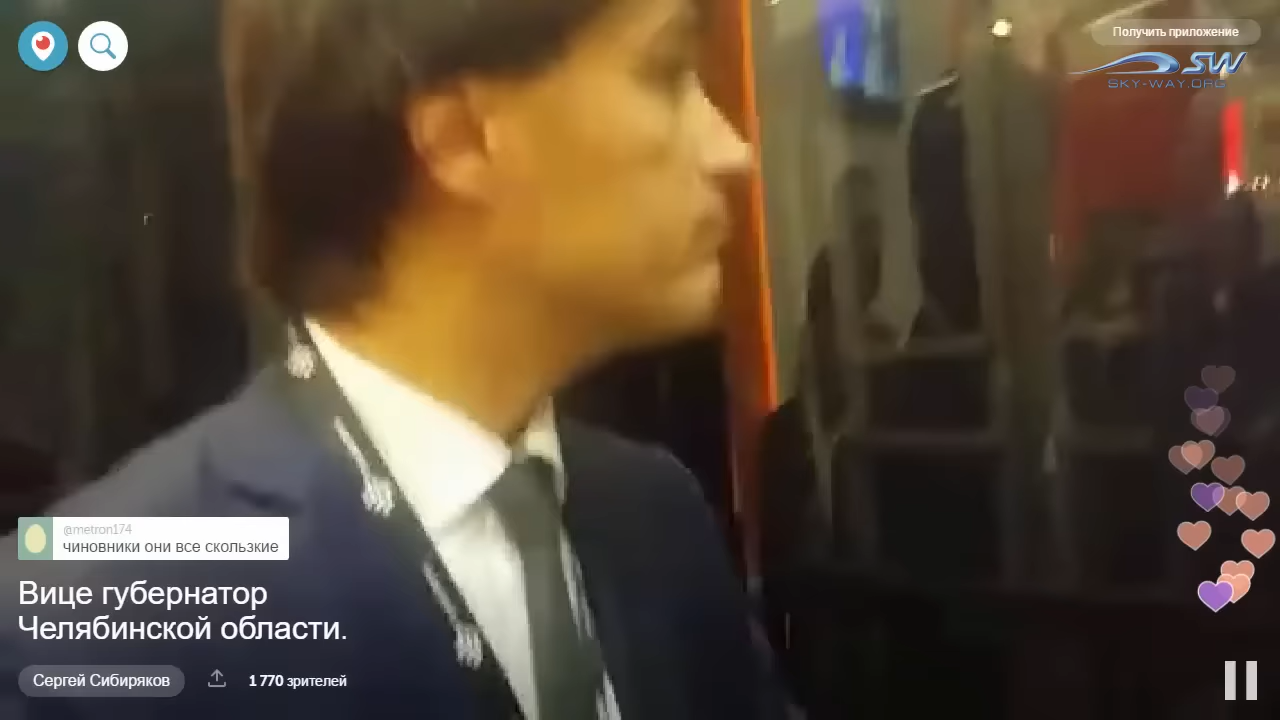 Получить приложение
SW
SKY-WAY.ORG
@metron174
чиновники они все скользкие
Вице губернатор
Челябинской области.
Сергей Сибиряков
1 770 зрителей